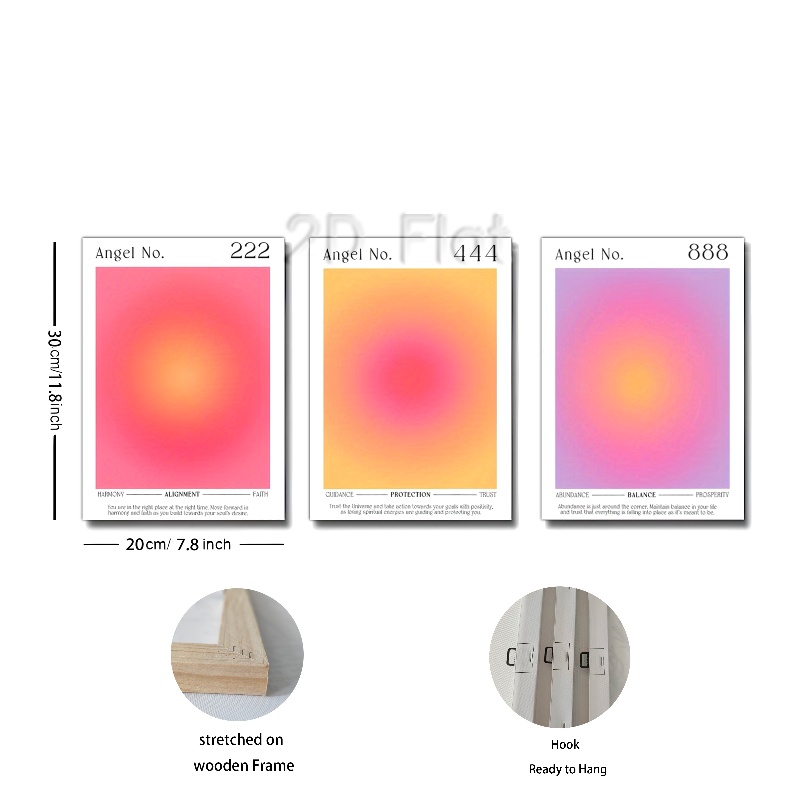 2D Flat
Angel No. 222
HARMONY ALIGNMENT FAITH
You are in the right place at the right time. Move forward in
harmony and faith as you build towards your soul's desire.
Angel No. 444
GUIDANCE PROTECTION TRUST
Trust the Universe and take action towards your goals with positivity,
as loving spiritual energies are guiding and protecting you.
Angel No. 888
ABUNDANCE BALANCE PROSPERITY
Abundance is just around the corner. Maintain balance in your life
and trust that everything is falling into place as it's meant to be.
30cm/11.8inch
20cm/ 7.8 inch
stretched on
wooden Frame
Hook
Ready to Hang